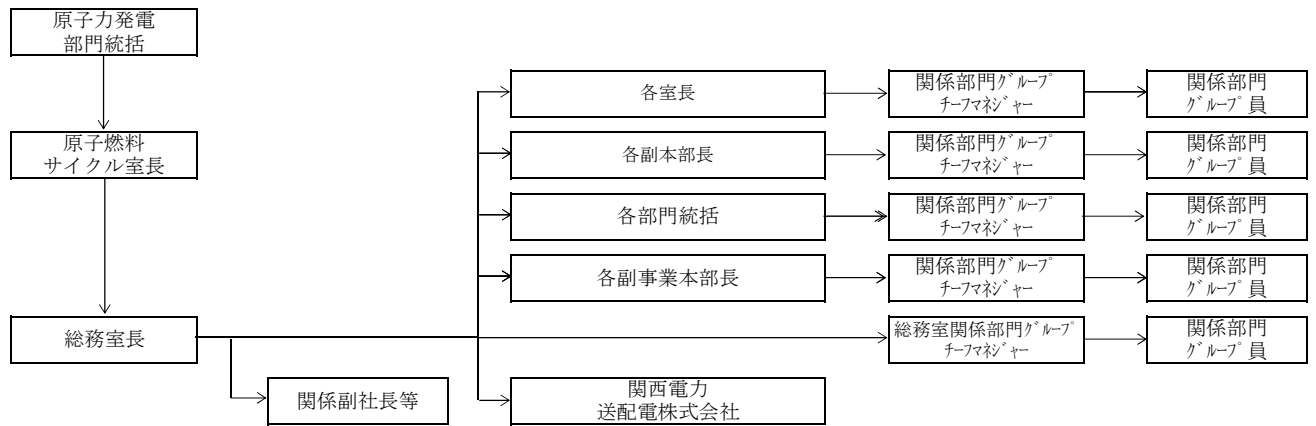 原子力発電
部門統括
各室長
関係部門ｸﾞﾙｰﾌﾟ
ﾁｰﾌﾏﾈｼﾞｬｰ
関係部門
ｸﾞﾙｰﾌﾟ員
原子燃料
サイクル室長
各副本部長
関係部門ｸﾞﾙｰﾌﾟ
ﾁｰﾌﾏﾈｼﾞｬｰ
関係部門
ｸﾞﾙｰﾌﾟ員
各部門統括
関係部門ｸﾞﾙｰﾌﾟ
ﾁｰﾌﾏﾈｼﾞｬｰ
関係部門
ｸﾞﾙｰﾌﾟ員
各副事業本部長
関係部門ｸﾞﾙｰﾌﾟ
ﾁｰﾌﾏﾈｼﾞｬｰ
関係部門
ｸﾞﾙｰﾌﾟ員
総務室長
総務室関係部門ｸﾞﾙｰﾌﾟ
ﾁｰﾌﾏﾈｼﾞｬｰ
関係部門
ｸﾞﾙｰﾌﾟ員
関係副社長等
関西電力
送配電株式会社